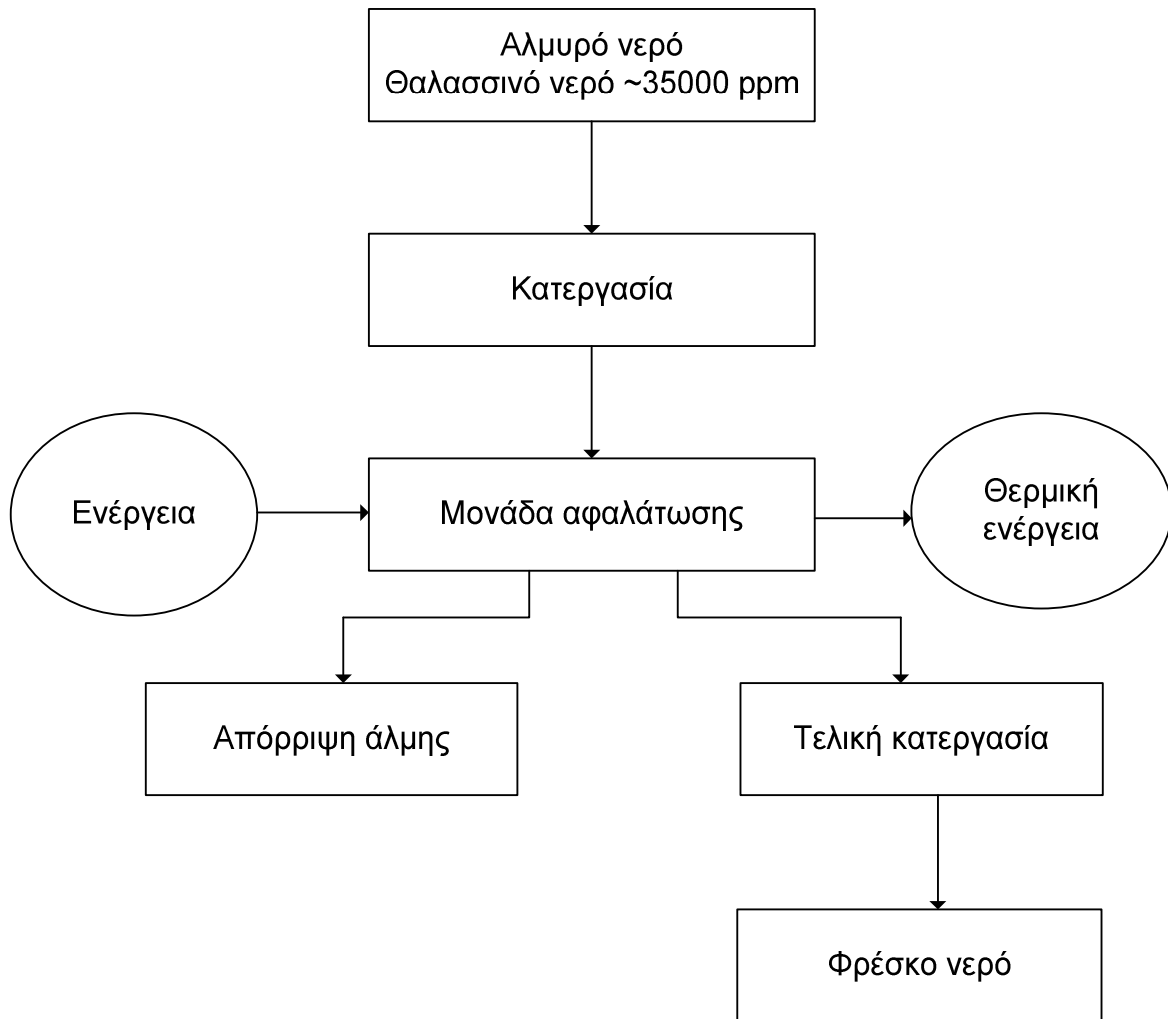 Αλμυρό νερό
Θαλασσινό νερό ~35000 ppm
Κατεργασία
Ενέργεια
Μονάδα αφαλάτωσης
Θερμική
ενέργεια
Απόρριψη άλμης
Τελική κατεργασία
Φρέσκο νερό